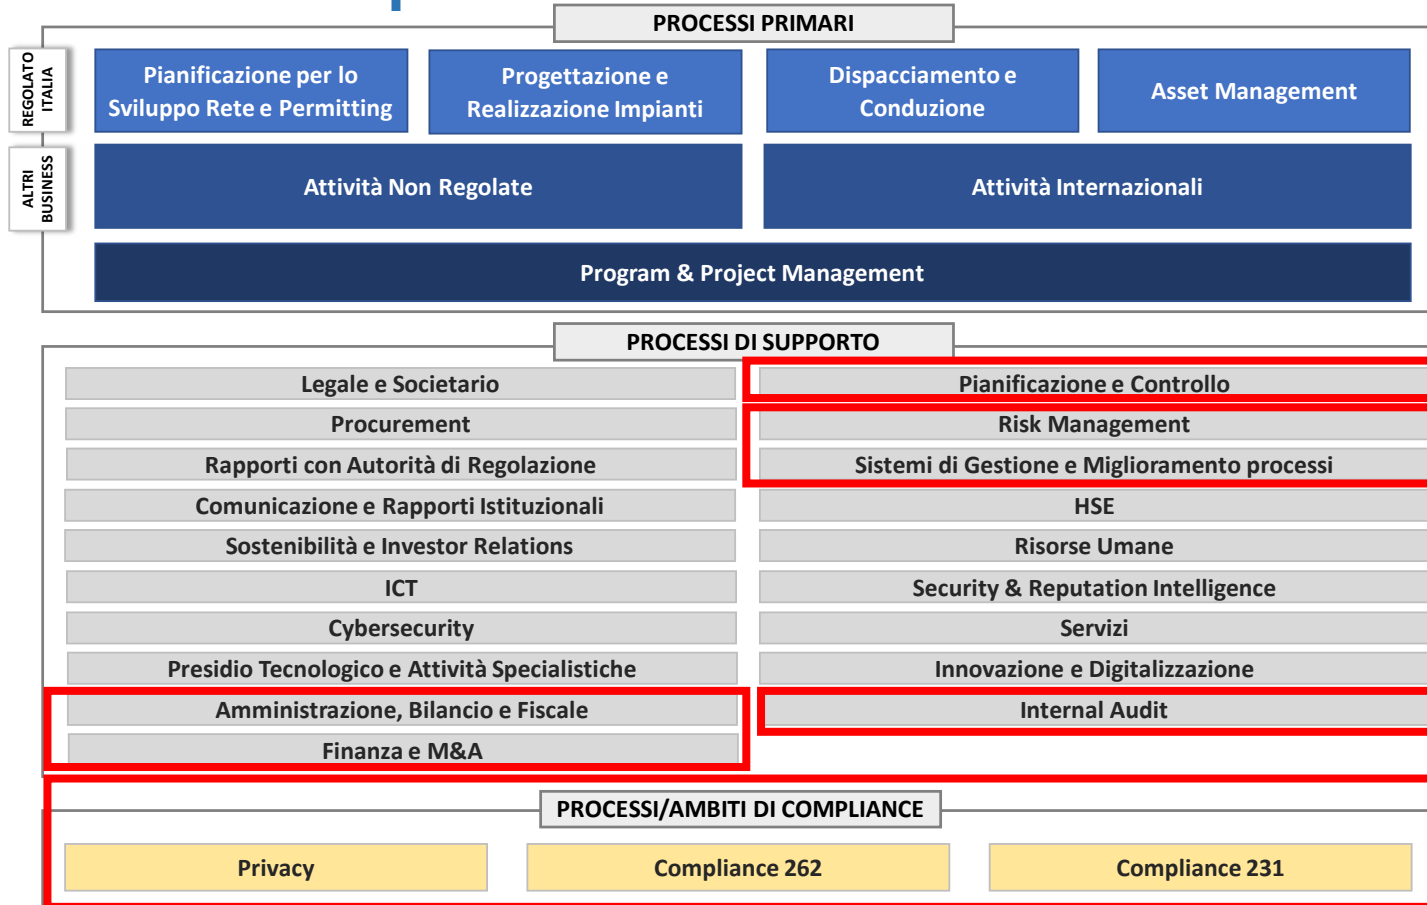 PROCESSI PRIMARI
REGOLATO
ITALIA
Pianificazione per lo
Sviluppo Rete e Permitting
Progettazione e
Realizzazione Impianti
Dispacciamento e
Conduzione
Asset Management
ALTRI
BUSINESS
Attività Non Regolate
Attività Internazionali
Program & Project Management
PROCESSI DI SUPPORTO
Legale e Societario
Pianificazione e Controllo
Procurement
Risk Management
Rapporti con Autorità di Regolazione
Sistemi di Gestione e Miglioramento processi
Comunicazione e Rapporti Istituzionali
HSE
Sostenibilità e Investor Relations
Risorse Umane
ICT
Security & Reputation Intelligence
Cybersecurity
Servizi
Presidio Tecnologico e Attività Specialistiche
Innovazione e Digitalizzazione
Amministrazione, Bilancio e Fiscale
Internal Audit
Finanza e M&A
PROCESSI/AMBITI DI COMPLIANCE
Privacy
Compliance 262
Compliance 231